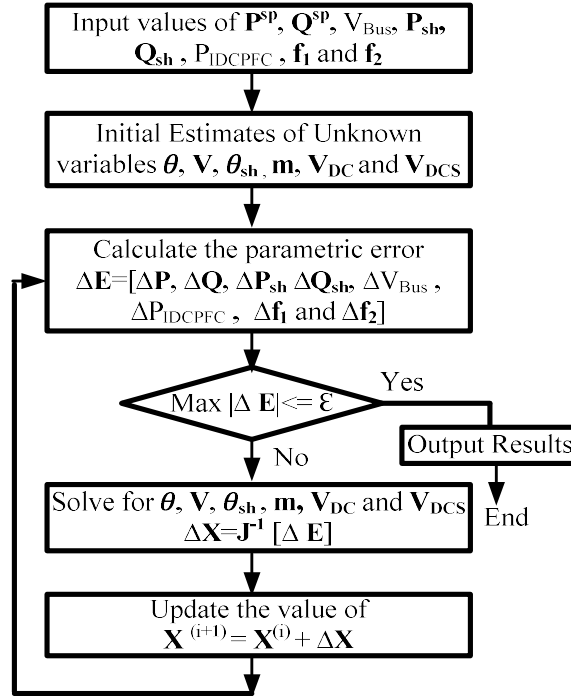 Input values of P^sp, Q^sp, V_Bus, P_sh,
Q_sh , P_IDCPFC , f_1 and f_2
Initial Estimates of Unknown
variables θ, V, θ_sh , m, V_DC and V_DCS
Calculate the parametric error
ΔE=[ΔP, ΔQ, ΔP_sh ΔQ_sh, ΔV_Bus ,
ΔP_IDCPFC , Δf_1 and Δf_2]
Max |Δ E|<= Ɛ
Yes
Output Results
End
No
Solve for θ, V, θ_sh , m, V_DC and V_DCS
ΔX=J^-1 [Δ E]
Update the value of
X ^(i+1) = X^(i) + ΔX